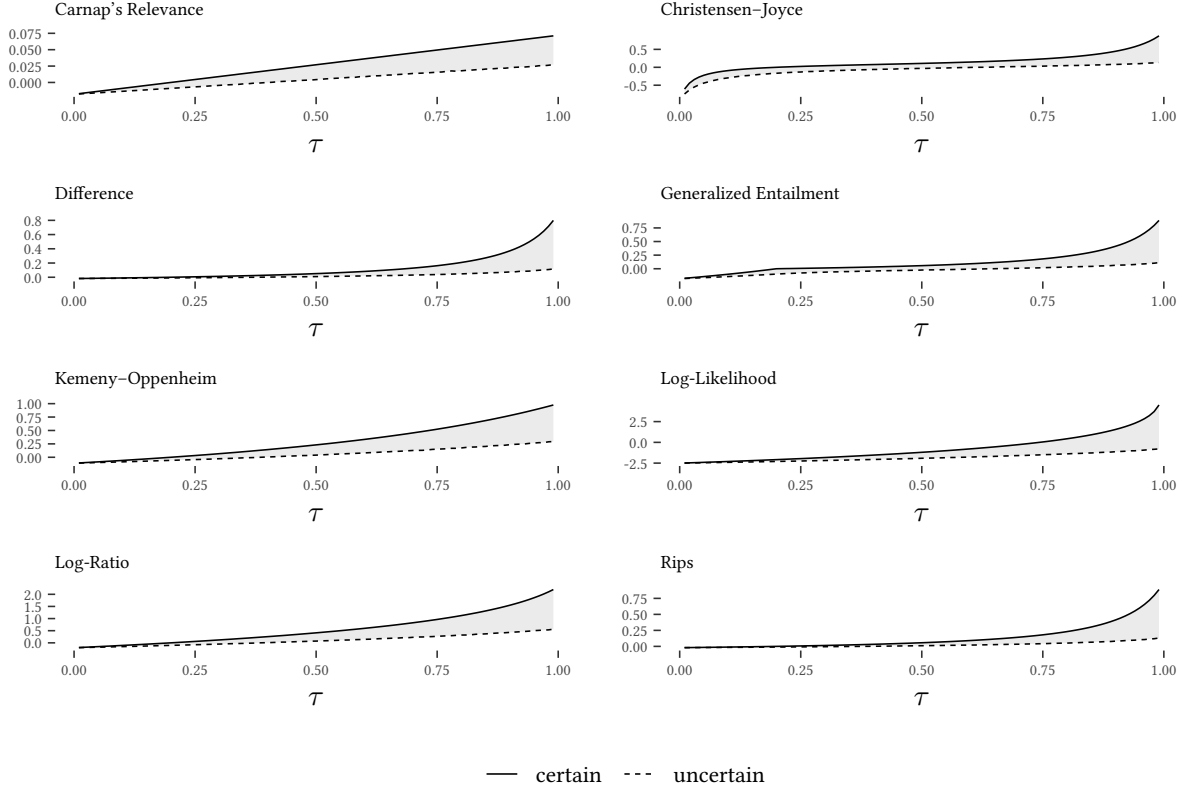 Carnap's Relevance
0.075
0.050
0.025
0.000
0.00 0.25 0.50 0.75 1.00
τ
Christensen–Joyce
0.5
0.0
-0.5
0.00 0.25 0.50 0.75 1.00
τ
Difference
0.8
0.6
0.4
0.2
0.0
0.00 0.25 0.50 0.75 1.00
τ
Generalized Entailment
0.75
0.50
0.25
0.00
0.00 0.25 0.50 0.75 1.00
τ
Kemeny–Oppenheim
1.00
0.75
0.50
0.25
0.00
0.00 0.25 0.50 0.75 1.00
τ
Log-Likelihood
2.5
0.0
-2.5
0.00 0.25 0.50 0.75 1.00
τ
Log-Ratio
2.0
1.5
1.0
0.5
0.0
0.00 0.25 0.50 0.75 1.00
τ
Rips
0.75
0.50
0.25
0.00
0.00 0.25 0.50 0.75 1.00
τ
certain uncertain